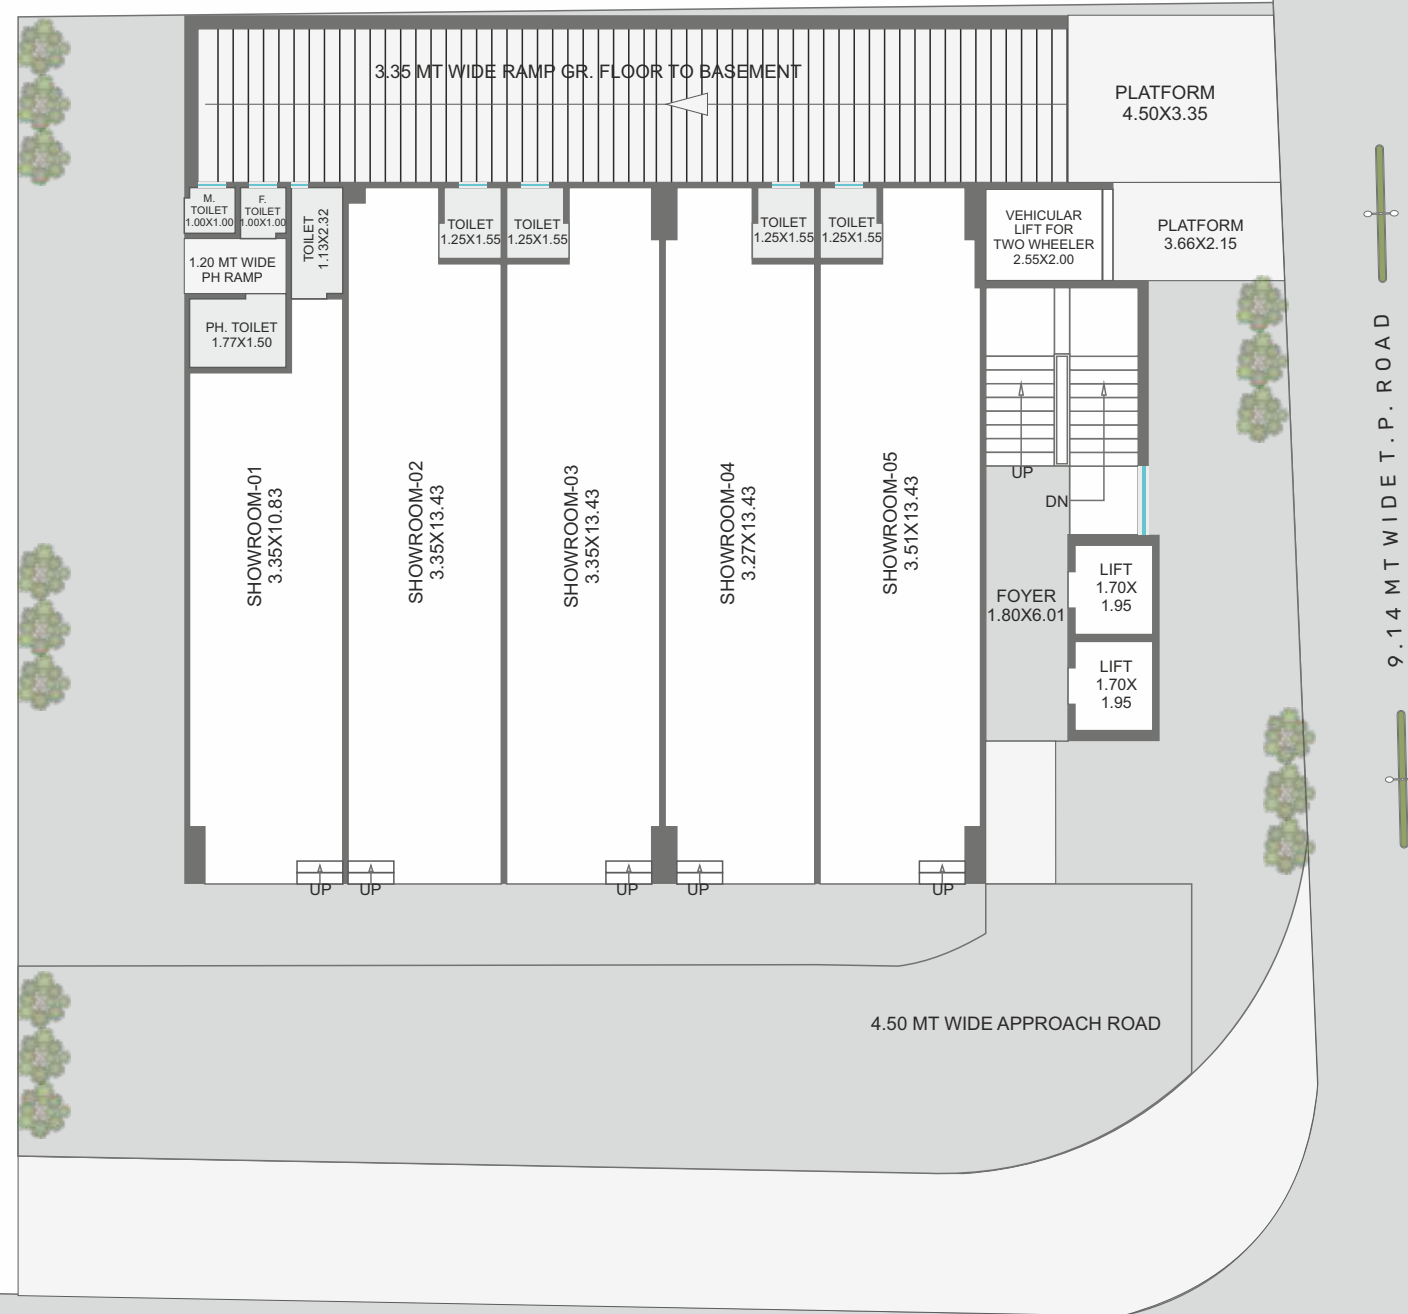 3.35 MT WIDE RAMP GR. FLOOR TO BASEMENT
PLATFORM
4.50X3.35
M.
TOILET
1.00X1.00
F.
TOILET
1.00X1.00
TOILET
1.13X2.32
TOILET
1.25X1.55
TOILET
1.25X1.55
TOILET
1.25X1.55
TOILET
1.25X1.55
VEHICULAR
LIFT FOR
TWO WHEELER
2.55X2.00
PLATFORM
3.66X2.15
1.20 MT WIDE
PH RAMP
PH. TOILET
1.77X1.50
SHOWROOM-01
3.35X10.83
SHOWROOM-02
3.35X13.43
SHOWROOM-03
3.35X13.43
SHOWROOM-04
3.27X13.43
SHOWROOM-05
3.51X13.43
UP
DN
FOYER
1.80X6.01
LIFT
1.70X
1.95
LIFT
1.70X
1.95
9.14 MT WIDE T.P. ROAD
UP
UP
UP
UP
UP
4.50 MT WIDE APPROACH ROAD